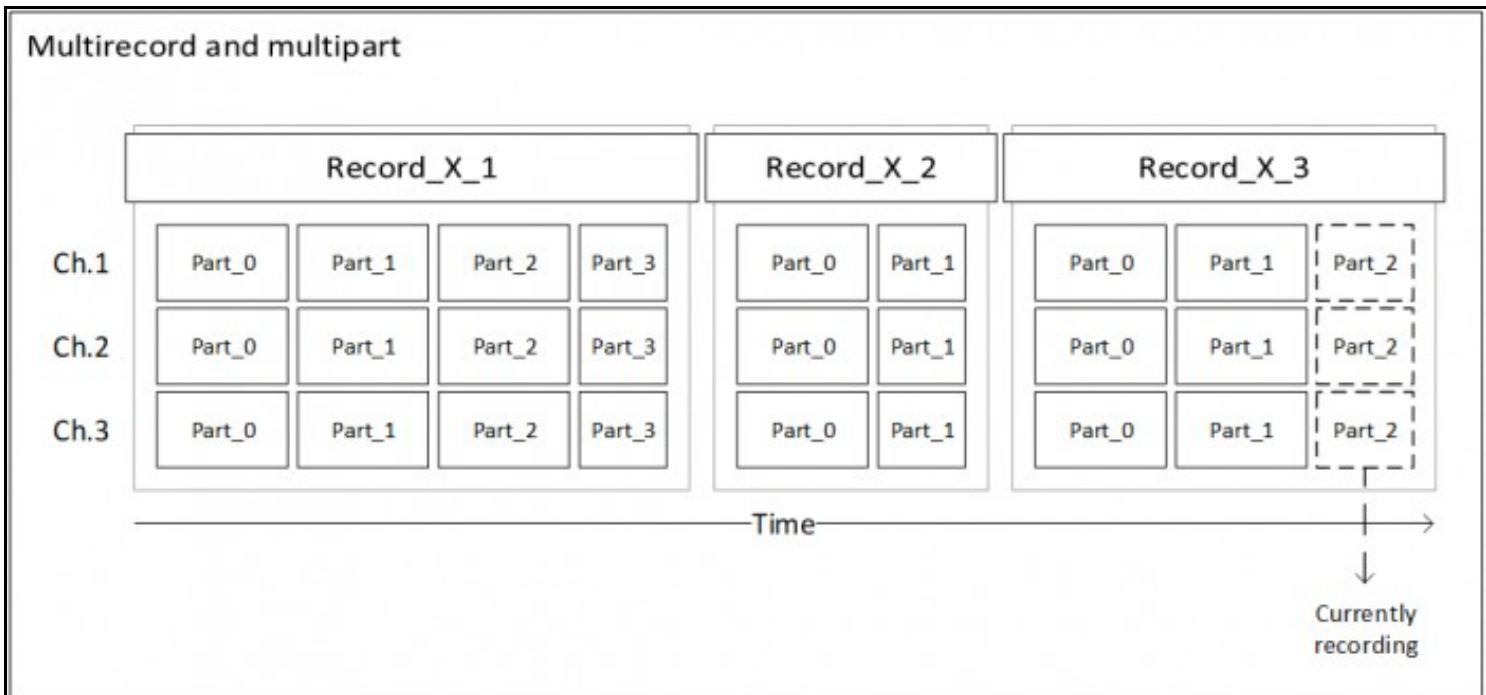 Multirecord and multipart
Record_X_1 Record_X_2 Record_X_3
Ch.1 Part_0 Part_1 Part_2 Part_3 Part_0 Part_1 Part_0 Part_1 Part_2
Ch.2 Part_0 Part_1 Part_2 Part_3 Part_0 Part_1 Part_0 Part_1 Part_2
Ch.3 Part_0 Part_1 Part_2 Part_3 Part_0 Part_1 Part_0 Part_1 Part_2
Time
Currently
recording